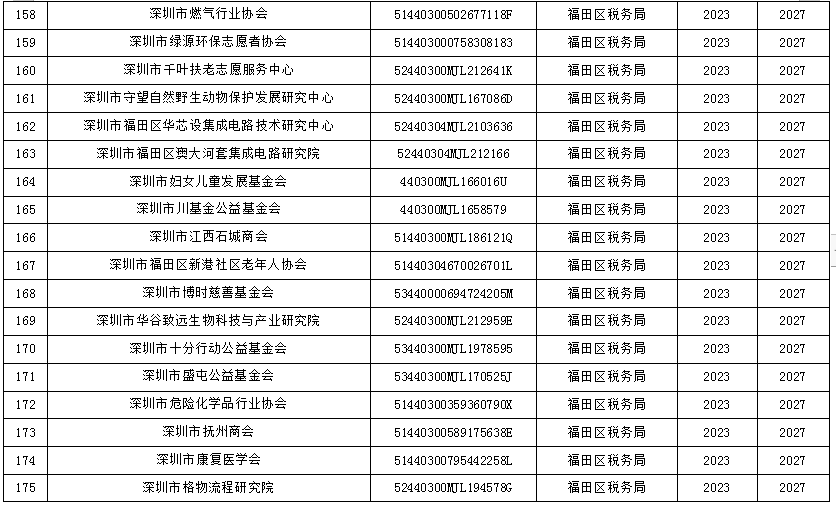 158 深圳市燃气行业协会 51440300502677118F 福田区税务局 2023 2027
159 深圳市绿源环保志愿者协会 514403000758308183 福田区税务局 2023 2027
160 深圳市千叶扶老志愿服务中心 52440300MJL212641K 福田区税务局 2023 2027
161 深圳市守望自然野生动物保护发展研究中心 52440300MJL167086D 福田区税务局 2023 2027
162 深圳市福田区华芯设集成电路技术研究中心 52440304MJL2103636 福田区税务局 2023 2027
163 深圳市福田区澳大河套集成电路研究院 52440304MJL212166 福田区税务局 2023 2027
164 深圳市妇女儿童发展基金会 440300MJL166016U 福田区税务局 2023 2027
165 深圳市川基金公益基金会 440300MJL1658579 福田区税务局 2023 2027
166 深圳市江西石城商会 51440300MJL186121Q 福田区税务局 2023 2027
167 深圳市福田区新港社区老年人协会 51440304670026701L 福田区税务局 2023 2027
168 深圳市博时慈善基金会 53440000694724205M 福田区税务局 2023 2027
169 深圳市华谷致远生物科技与产业研究院 52440300MJL212959E 福田区税务局 2023 2027
170 深圳市十分行动公益基金会 53440300MJL1978595 福田区税务局 2023 2027
171 深圳市盛屯公益基金会 53440300MJL170525J 福田区税务局 2023 2027
172 深圳市危险化学品行业协会 51440300359360790X 福田区税务局 2023 2027
173 深圳市抚州商会 51440300589175638E 福田区税务局 2023 2027
174 深圳市康复医学会 51440300795442258L 福田区税务局 2023 2027
175 深圳市格物流程研究院 52440300MJL194578G 福田区税务局 2023 2027